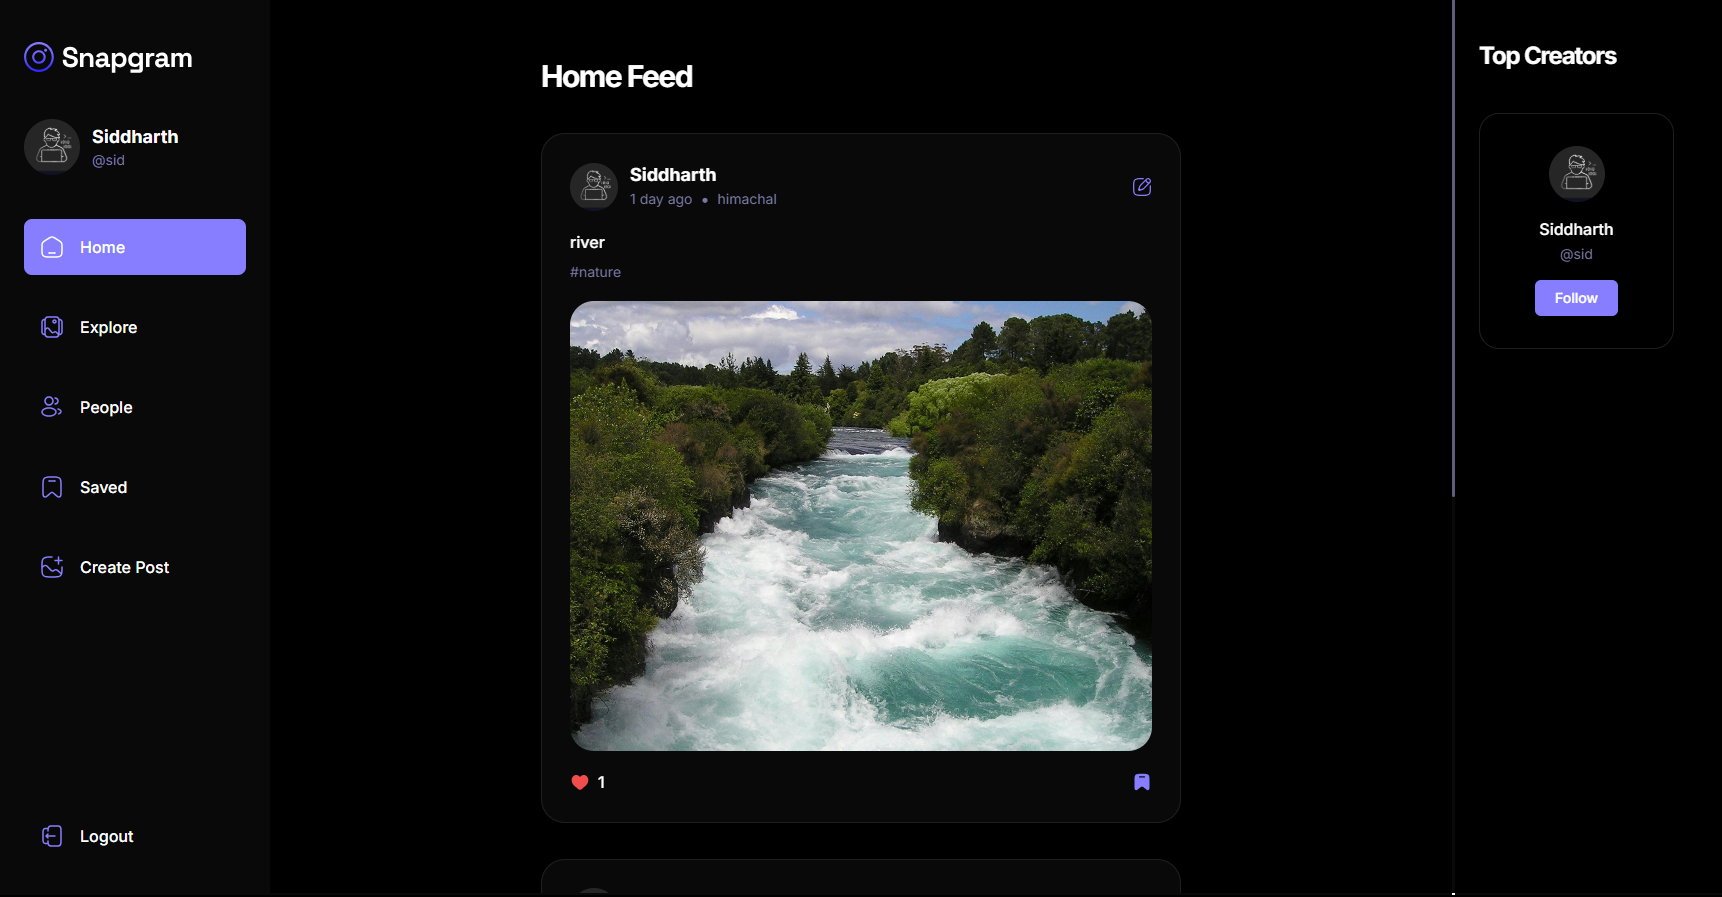 Snapgram
Siddharth
@sid
Home
Explore
People
Saved
Create Post
Logout
Home Feed
Siddharth
1 day ago • himachal
river
#nature
1
Top Creators
Siddharth
@sid
Follow